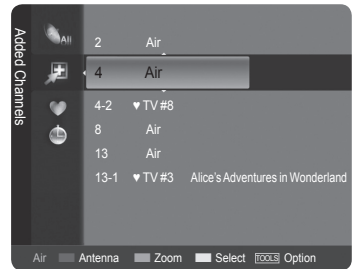 Added Channels
All
2 Air
4 Air
4-2 ♥ TV #8
8 Air
13 Air
13-1 ♥ TV #3 Alice's Adventures in Wonderland
Air Antenna Zoom Select TOOLS Option